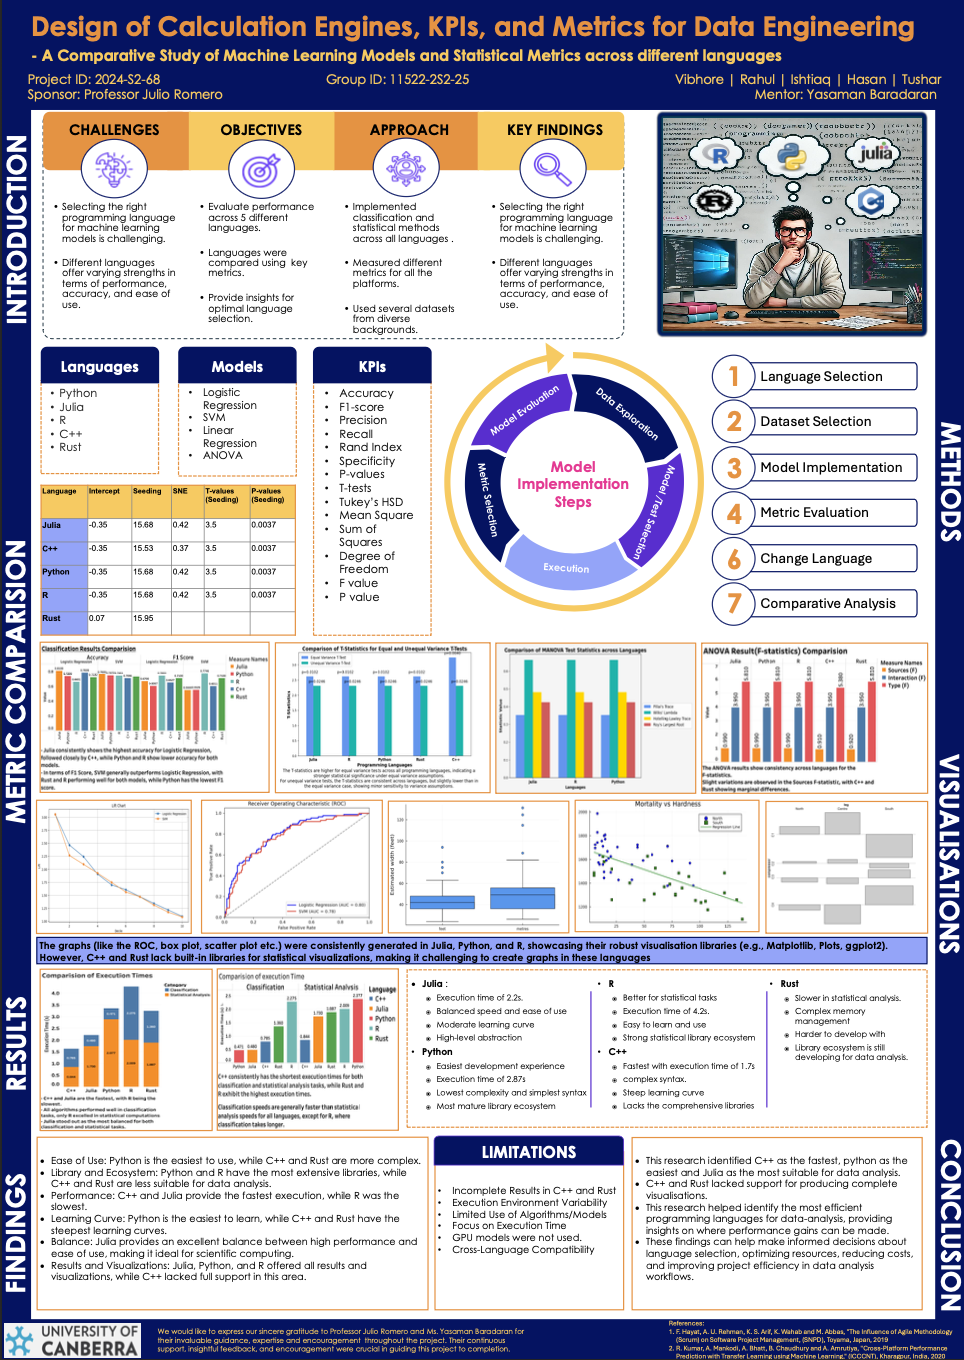 Design of Calculation Engines, KPIs, and Metrics for Data Engineering
- A Comparative Study of Machine Learning Models and Statistical Metrics across different languages
Project ID: 2024-S2-68
Group ID: 11522-2S2-25
Vibhore | Rahul | Ishtiaq | Hasan | Tushar
Sponsor: Professor Julio Romero
Mentor: Yasaman Baradaran
INTRODUCTION
CHALLENGES
• Selecting the right
programming language
for machine learning
models is challenging.
• Different languages
offer varying strengths in
terms of performance,
accuracy, and ease of
use.
OBJECTIVES
• Evaluate performance
across 5 different
languages.
• Languages were
compared using key
metrics.
• Provide insights for
optimal language
selection.
APPROACH
• Implemented
classification and
statistical methods
across all languages .
• Measured different
metrics for all the
platforms.
• Used several datasets
from diverse
backgrounds.
KEY FINDINGS
• Selecting the right
programming language
for machine learning
models is challenging.
• Different languages
offer varying strengths in
terms of performance,
accuracy, and ease of
use.
R
python
julia
R
C++
METHODS
Languages
• Python
• Julia
• R
• C++
• Rust
Models
• Logistic
Regression
• SVM
• Linear
Regression
• ANOVA
KPIs
• Accuracy
• F1-score
• Precision
• Recall
• Rand Index
• Specificity
• P-values
• T-tests
• Tukey's HSD
• Mean Square
• Sum of
Squares
• Degree of
Freedom
• F value
• P value
Model
Implementation
Steps
Data Exploration
Model /Test Selection
Execution
Metric Selection
Model Evaluation
1 Language Selection
2 Dataset Selection
3 Model Implementation
4 Metric Evaluation
6 Change Language
7 Comparative Analysis
METRIC COMPARISION
Language Intercept Seeding SNE T-values (Seeding) P-values (Seeding)
Julia -0.35 15.68 0.42 3.5 0.0037
C++ -0.35 15.53 0.37 3.5 0.0037
Python -0.35 15.68 0.42 3.5 0.0037
R -0.35 15.68 0.42 3.5 0.0037
Rust 0.07 15.95
Classification Results Comparision
Accuracy
F1 Score
Logistic Regression SVM
Logistic Regression SVM
Measure Names
Julia
Python
R
C++
Rust
- Julia consistently shows the highest accuracy for Logistic Regression,
followed closely by C++, while Python and R show lower accuracy for both
models.
- In terms of F1 Score, SVM generally outperforms Logistic Regression, with
Rust and R performing well for both models, while Python has the lowest F1
score.
Comparison of T-Statistics for Equal and Unequal Variance T-Tests
Equal Variance T-Test
Unequal Variance T-Test
T-Statistics
Julia R Python C++
Programming Languages
The T-statistics are higher for equal variance tests across all languages, indicating a
stronger statistical significance under equal variance assumptions.
For unequal variance tests, the T-statistics are consistent across languages, but slightly lower than in
the equal variance case, showing minor sensitivity to variance assumptions.
Comparison of MANOVA Test Statistics across Languages
Pillai's Trace
Wilks' Lambda
Hotelling-Lawley Trace
Roy's Largest Root
Julia R Python
Languages
ANOVA Result(F-statistics) Comparision
Julia Python R C++ Rust
Measure Names
Sources (F)
Interaction (F)
Type (F)
Value
The ANOVA results show consistency across languages for the
F-statistics.
Slight variations are observed in the Sources F-statistic, with C++ and
Rust showing marginal differences.
VISUALISATIONS
Lift Chart
Logistic Regression
SVM
Receiver Operating Characteristic (ROC)
True Positive Rate
False Positive Rate
Logistic Regression (AUC = 0.80)
SVM (AUC = 0.78)
Estimated width (feet)
Mortality vs Hardness
North
South
Regression Line
The graphs (like the ROC, box plot, scatter plot etc.) were consistently generated in Julia, Python, and R, showcasing their robust visualisation libraries (e.g., Matplotlib, Plots, ggplot2).
However, C++ and Rust lack built-in libraries for statistical visualizations, making it challenging to create graphs in these languages
RESULTS
Comparision of Execution Time
Category
Classification
Statistical Analysis
Execution Time(s)
C++ Julia Python R Rust
- C++ and Julia are the fastest, with R being the
slowest.
- All algorithms performed well in classification
tasks, only R excelled in statistical computations
- Julia stood out as the most balanced for both
classification and statistical tasks.
Comparision of execution Time
Classification Statistical Analysis
Language
C++
Julia
Python
R
Rust
C++ consistently has the shortest execution times for both
classification and statistical analysis tasks, while Rust and
R exhibit the highest execution times.
Classification speeds are generally faster than statistical
analysis speeds for all languages, except for R, where
classification takes longer.
• Julia :
Execution time of 2.2s.
Balanced speed and ease of use
Moderate learning curve
High-level abstraction
• Python
Easiest development experience
Execution time of 2.87s
Lowest complexity and simplest syntax
Most mature library ecosystem
• R
Better for statistical tasks
Execution time of 4.2s.
Easy to learn and use
Strong statistical library ecosystem
• C++
Fastest with execution time of 1.7s
complex syntax.
Steep learning curve
Lacks the comprehensive libraries
• Rust
Slower in statistical analysis.
Complex memory
management
Harder to develop with
Library ecosystem is still
developing for data analysis.
FINDINGS
• Ease of Use: Python is the easiest to use, while C++ and Rust are more complex.
• Library and Ecosystem: Python and R have the most extensive libraries, while
C++ and Rust are less suitable for data analysis.
• Performance: C++ and Julia provide the fastest execution, while R was the
slowest.
• Learning Curve: Python is the easiest to learn, while C++ and Rust have the
steepest learning curves.
• Balance: Julia provides an excellent balance between high performance and
ease of use, making it ideal for scientific computing.
• Results and Visualizations: Julia, Python, and R offered all results and
visualizations, while C++ lacked full support in this area.
LIMITATIONS
• Incomplete Results in C++ and Rust
• Execution Environment Variability
• Limited Use of Algorithms/Models
• Focus on Execution Time
• GPU models were not used.
• Cross-Language Compatibility
CONCLUSION
• This research identified C++ as the fastest, python as the
easiest and Julia as the most suitable for data analysis.
• C++ and Rust lacked support for producing complete
visualisations.
• This research helped identify the most efficient
programming languages for data-analysis, providing
insights on where performance gains can be made.
• These findings can help make informed decisions about
language selection, optimizing resources, reducing costs,
and improving project efficiency in data analysis
workflows.
UNIVERSITY OF
CANBERRA
We would like to express our sincere gratitude to Professor Julio Romero and Ms. Yasaman Baradaran for
their invaluable guidance, expertise and encouragement throughout the project. Their continuous
support, insightful feedback, and encouragement were crucial in guiding this project to completion.
References:
1. F. Hayat, A. U. Rehman, K. S. Arif, K. Wahab and M. Abbas, "The Influence of Agile Methodology
(Scrum) on Software Project Management, (SNPD), Toyama, Japan, 2019
2. R. Kumar, A. Mankodi, A. Bhatt, B. Chaudhury and A. Amrutiya, "Cross-Platform Performance
Prediction with Transfer Learning using Machine Learning," (ICCCNT), Kharagpur, India, 2020